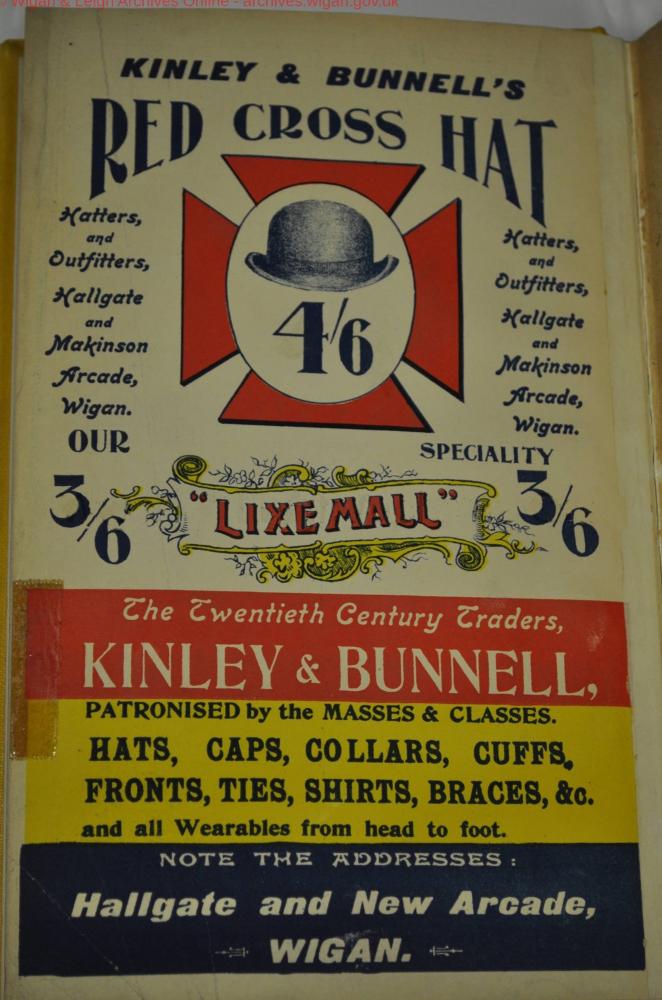 © Wigan & Leigh Archives Online - archives.wigan.gov.uk
KINLEY & BUNNELL'S
RED CROSS HAT
Hatters,
and
Outfitters,
Hallgate
and
Makinson
Arcade,
Wigan.
4/6
Hatters,
and
Outfitters,
Hallgate
and
Makinson
Arcade,
Wigan.
OUR SPECIALITY
3/6 "LIXEMALL" 3/6
The Twentieth Century Traders,
KINLEY & BUNNELL,
PATRONISED by the MASSES & CLASSES.
HATS, CAPS, COLLARS, CUFFS,
FRONTS, TIES, SHIRTS, BRACES, &c.
and all Wearables from head to foot.
NOTE THE ADDRESSES:
Hallgate and New Arcade,
WIGAN.